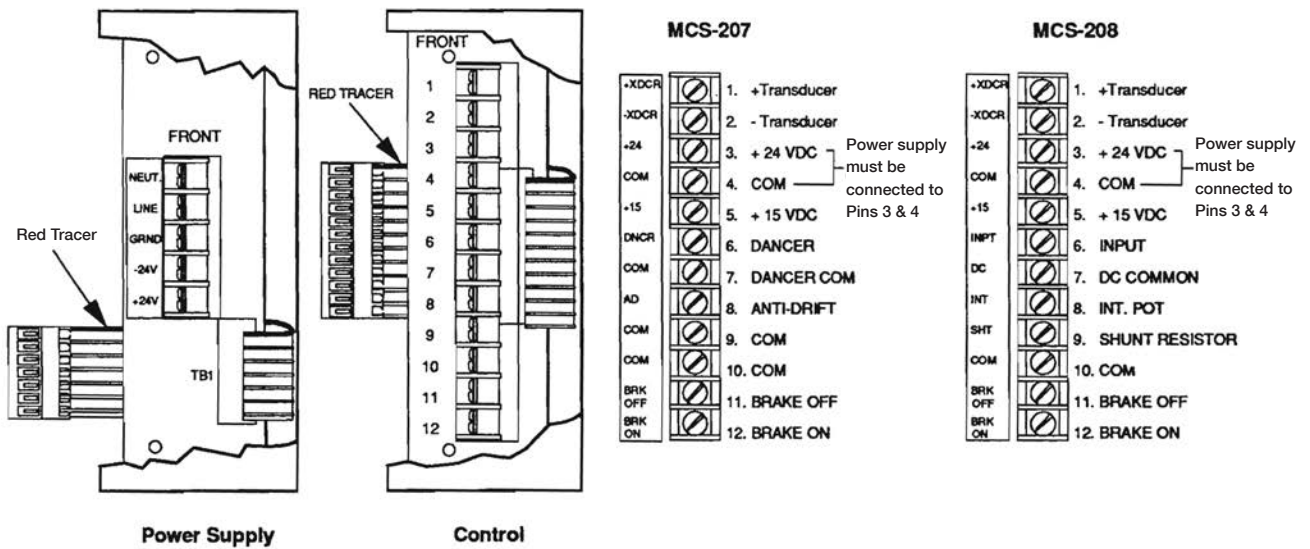 FRONT
NEUT.
LINE
GRND
-24V
+24V
Red Tracer
TB1
Power Supply
FRONT
RED TRACER
1
2
3
4
5
6
7
8
9
10
11
12
Control
MCS-207
+XDCR
1. +Transducer
-XDCR
2. - Transducer
+24
3. + 24 VDC
COM
4. COM
Power supply
must be
connected to
Pins 3 & 4
+15
5. + 15 VDC
DNCR
6. DANCER
COM
7. DANCER COM
AD
8. ANTI-DRIFT
COM
9. COM
COM
10. COM
BRK
OFF
11. BRAKE OFF
BRK
ON
12. BRAKE ON
MCS-208
+XDCR
1. +Transducer
-XDCR
2. - Transducer
+24
3. + 24 VDC
COM
4. COM
Power supply
must be
connected to
Pins 3 & 4
+15
5. + 15 VDC
INPT
6. INPUT
DC
7. DC COMMON
INT
8. INT. POT
SHT
9. SHUNT RESISTOR
COM
10. COM
BRK
OFF
11. BRAKE OFF
BRK
ON
12. BRAKE ON